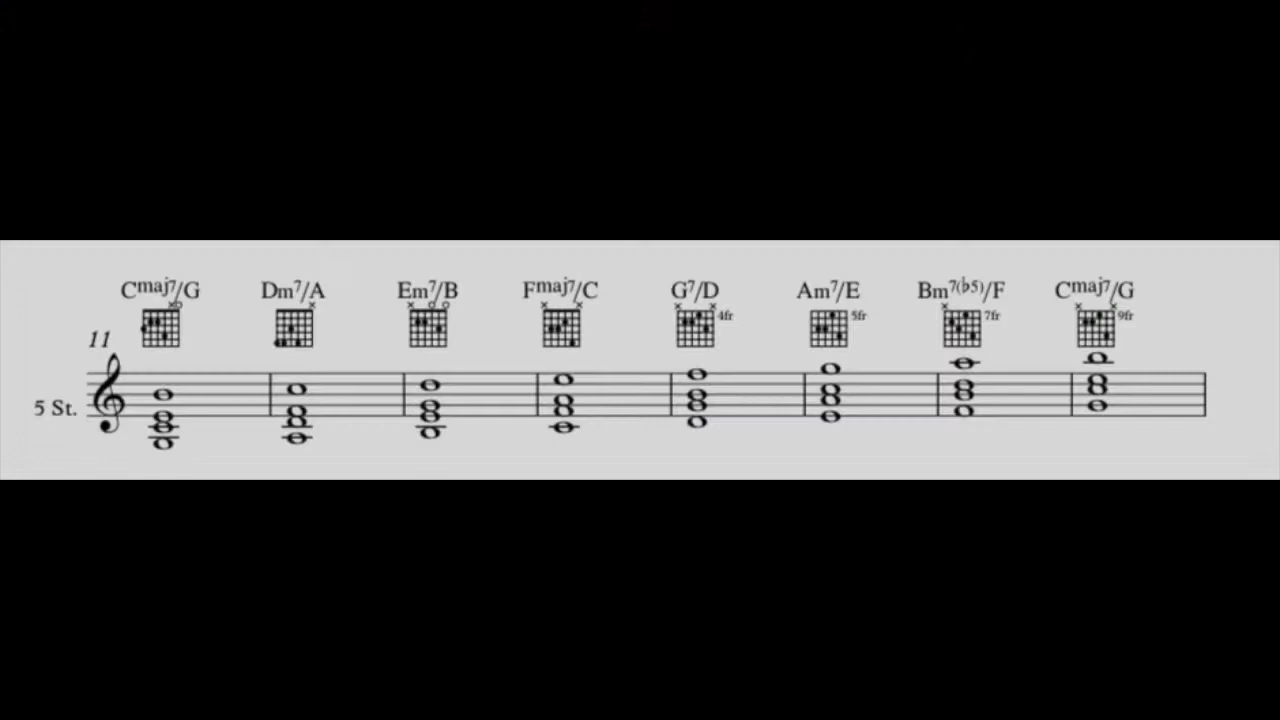 Cmaj7/G Dm7/A Em7/B Fmaj7/C G7/D Am7/E Bm7(♭5)/F Cmaj7/G
4fr 5fr 7fr 9fr
11
5 St.